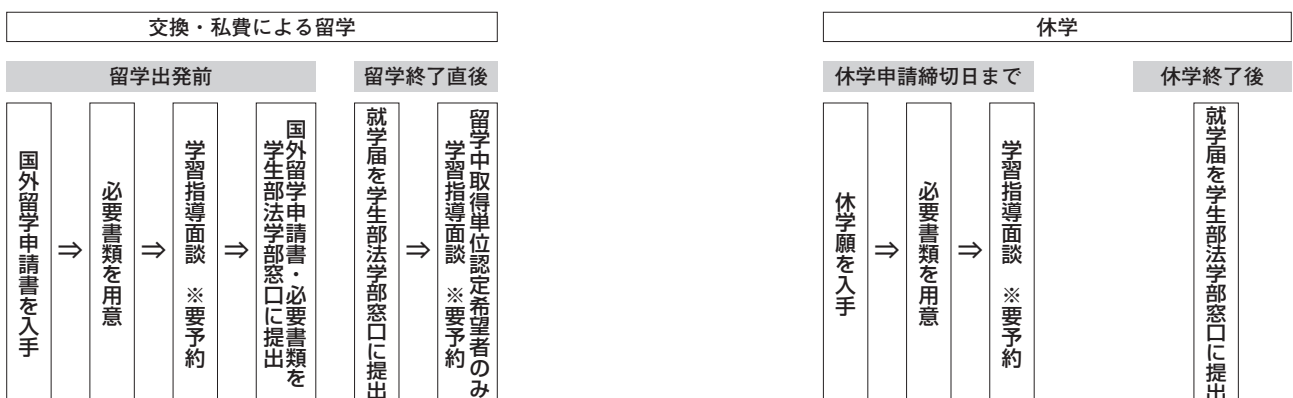 交換・私費による留学
留学出発前
留学終了直後
国外留学申請書を入手
⇒
必要書類を用意
⇒
学習指導面談 ※要予約
⇒
国外留学申請書・必要書類を
学生部法学部窓口に提出
就学届を学生部法学部窓口に提出
⇒
留学中取得単位認定希望者のみ
学習指導面談 ※要予約
休学
休学申請締切日まで
休学終了後
休学願を入手
⇒
必要書類を用意
⇒
学習指導面談 ※要予約
就学届を学生部法学部窓口に提出